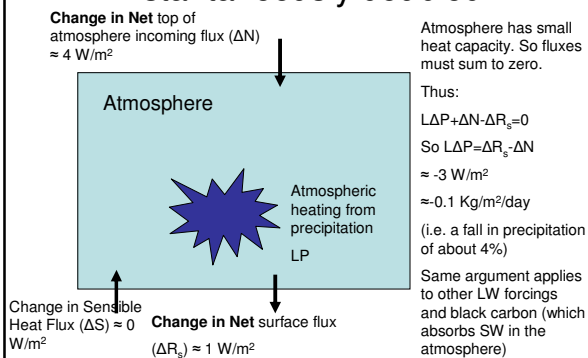 Change in Net top of
atmosphere incoming flux (ΔN)
≈ 4 W/m²
Atmosphere
Atmospheric
heating from
precipitation
LP
Change in Sensible
Heat Flux (ΔS) ≈ 0
W/m²
Change in Net surface flux
(ΔRs) ≈ 1 W/m²
Atmosphere has small
heat capacity. So fluxes
must sum to zero.
Thus:
LΔP+ΔN-ΔRs=0
So LΔP=ΔRs-ΔN
≈ -3 W/m²
≈-0.1 Kg/m²/day
(i.e. a fall in precipitation
of about 4%)
Same argument applies
to other LW forcings
and black carbon (which
absorbs SW in the
atmosphere)